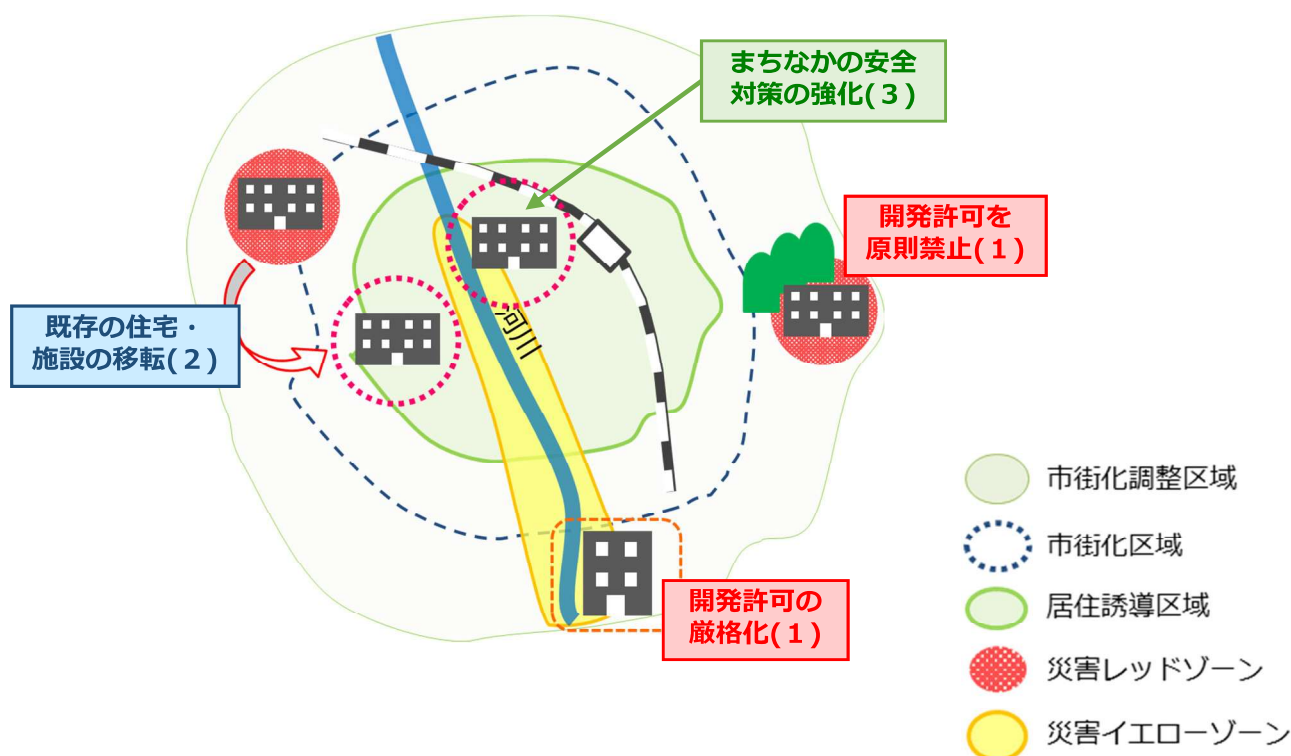 まちなかの安全
対策の強化(３)
開発許可を
原則禁止(１)
既存の住宅・
施設の移転(２)
河川
開発許可の
厳格化(１)
市街化調整区域
市街化区域
居住誘導区域
災害レッドゾーン
災害イエローゾーン